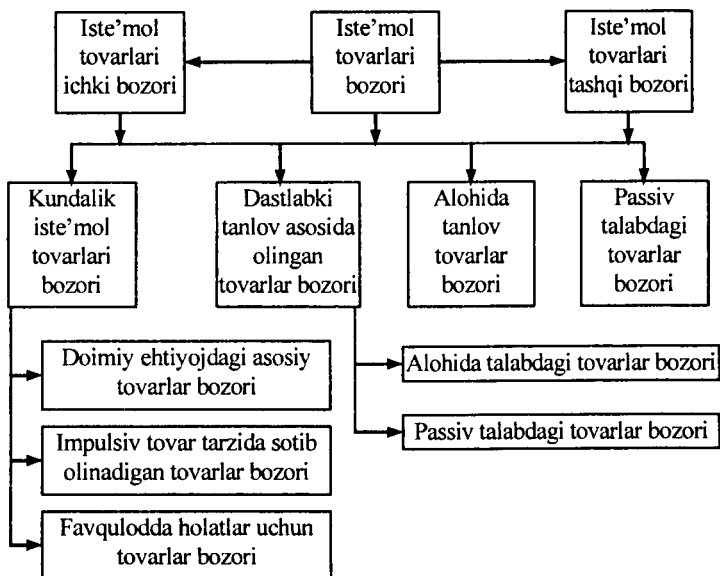 Iste’mol
tovarlari
ichki bozori
Iste’mol
tovarlari
bozori
Iste’mol
tovarlari
tashqi bozori
Kundalik
iste’mol
tovarlari
bozori
Dastlabki
tanlov asosida
olingan
tovarlar bozori
Alohida
tanlov
tovarlar
bozori
Passiv
talabdagi
tovarlar
bozori
Doimiy ehtiyojdagi asosiy
tovarlar bozori
Impulsiv tovar tarzida sotib
olinadigan tovarlar bozori
Favqulodda holatlar uchun
tovarlar bozori
Alohida talabdagi tovarlar bozori
Passiv talabdagi tovarlar bozori